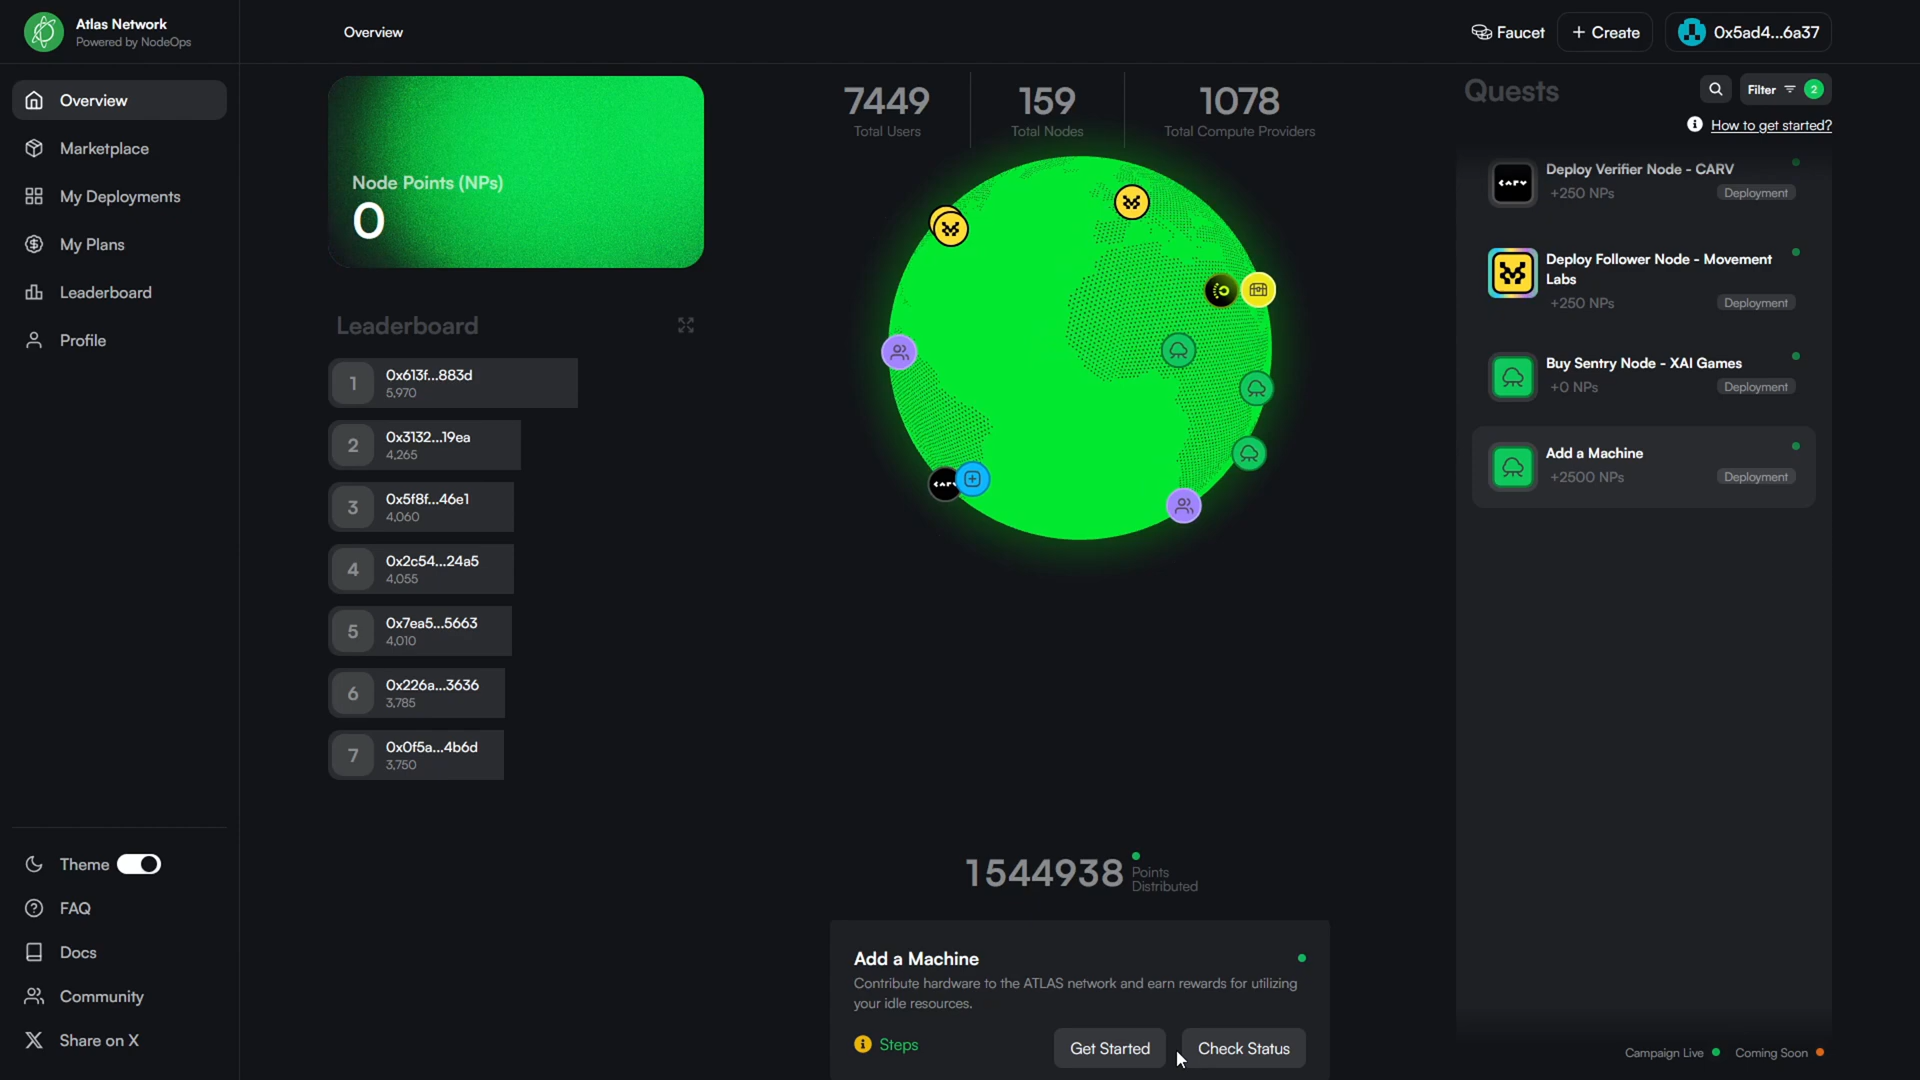 Atlas Network
Powered by NodeOps
Overview
Faucet
+ Create
0x5ad4...6a37
Overview
Marketplace
My Deployments
My Plans
Leaderboard
Profile
Theme
FAQ
Docs
Community
Share on X
Node Points (NPs)
0
Leaderboard
1
0x613f...883d
5,970
2
0x3132...19ea
4,265
3
0x5f8f...46e1
4,060
4
0x2c54...24a5
4,055
5
0x7ea5...5663
4,010
6
0x226a...3636
3,785
7
0x0f5a...4b6d
3,750
7449
Total Users
159
Total Nodes
1078
Total Compute Providers
CARV
1544938
Points
Distributed
Add a Machine
Contribute hardware to the ATLAS network and earn rewards for utilizing
your idle resources.
Steps
Get Started
Check Status
Quests
Filter
2
How to get started?
CARV
Deploy Verifier Node - CARV
+250 NPs
Deployment
Deploy Follower Node - Movement
Labs
+250 NPs
Deployment
Buy Sentry Node - XAI Games
+0 NPs
Deployment
Add a Machine
+2500 NPs
Deployment
Campaign Live
Coming Soon